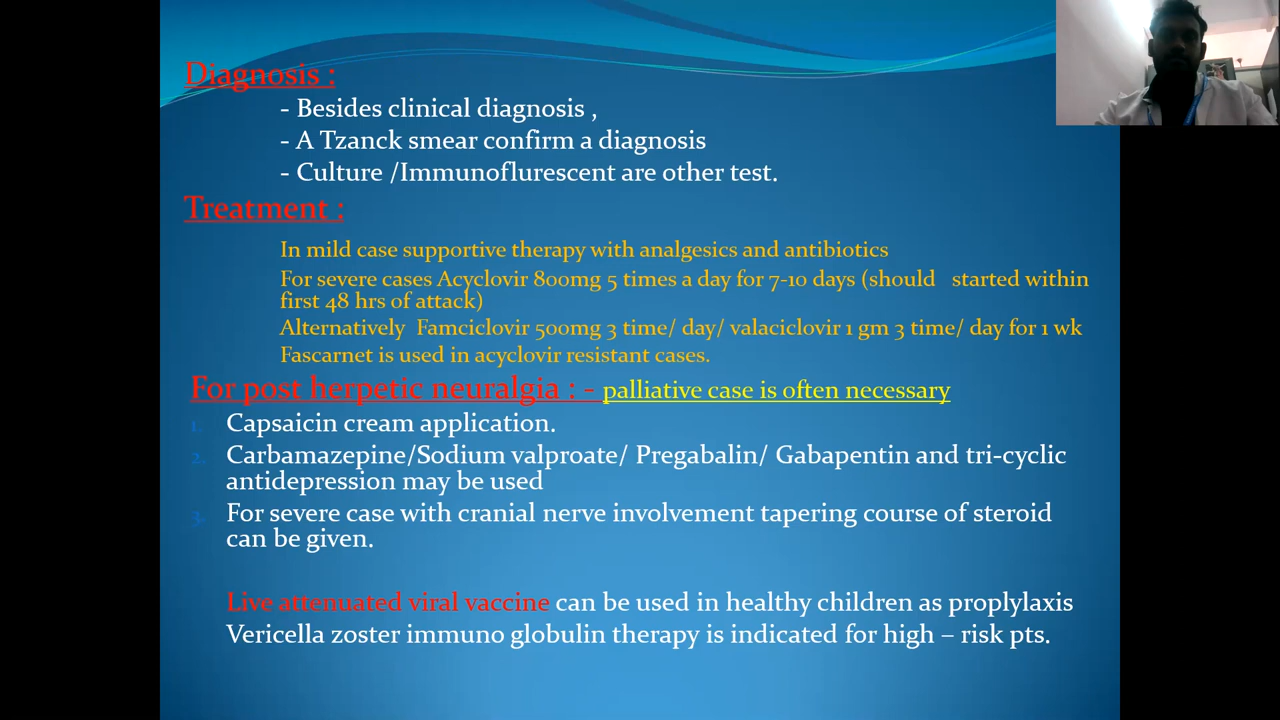 Diagnosis :
- Besides clinical diagnosis ,
- A Tzanck smear confirm a diagnosis
- Culture /Immunoflurescent are other test.
Treatment :
In mild case supportive therapy with analgesics and antibiotics
For severe cases Acyclovir 800mg 5 times a day for 7-10 days (should started within
first 48 hrs of attack)
Alternatively Famciclovir 500mg 3 time/ day/ valaciclovir 1 gm 3 time/ day for 1 wk
Fascarnet is used in acyclovir resistant cases.
For post herpetic neuralgia : - palliative case is often necessary
1. Capsaicin cream application.
2. Carbamazepine/Sodium valproate/ Pregabalin/ Gabapentin and tri-cyclic
antidepression may be used
3. For severe case with cranial nerve involvement tapering course of steroid
can be given.
Live attenuated viral vaccine can be used in healthy children as proplylaxis
Vericella zoster immuno globulin therapy is indicated for high – risk pts.